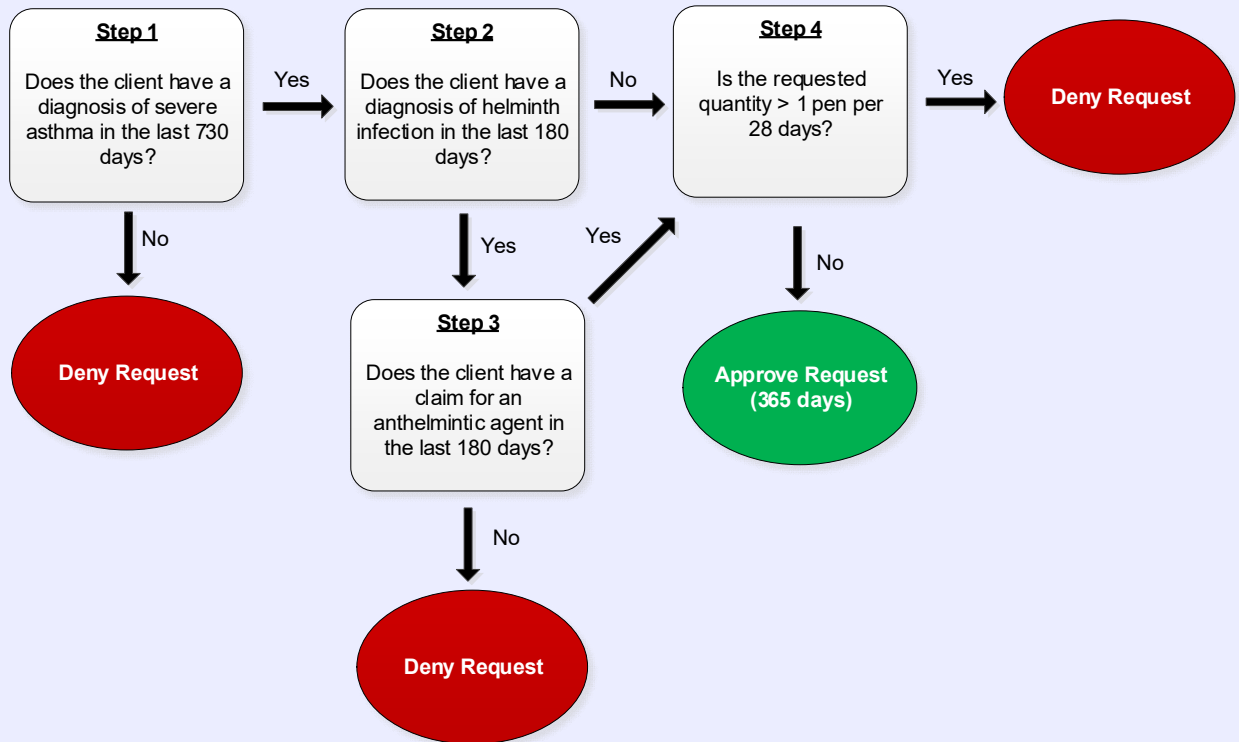 Step 1
Does the client have a
diagnosis of severe
asthma in the last 730
days?
Yes
No
Deny Request
Step 2
Does the client have a
diagnosis of helminth
infection in the last 180
days?
No
Yes
Step 3
Does the client have a
claim for an
anthelmintic agent in
the last 180 days?
Yes
No
Deny Request
Step 4
Is the requested
quantity > 1 pen per
28 days?
Yes
Deny Request
No
Approve Request
(365 days)